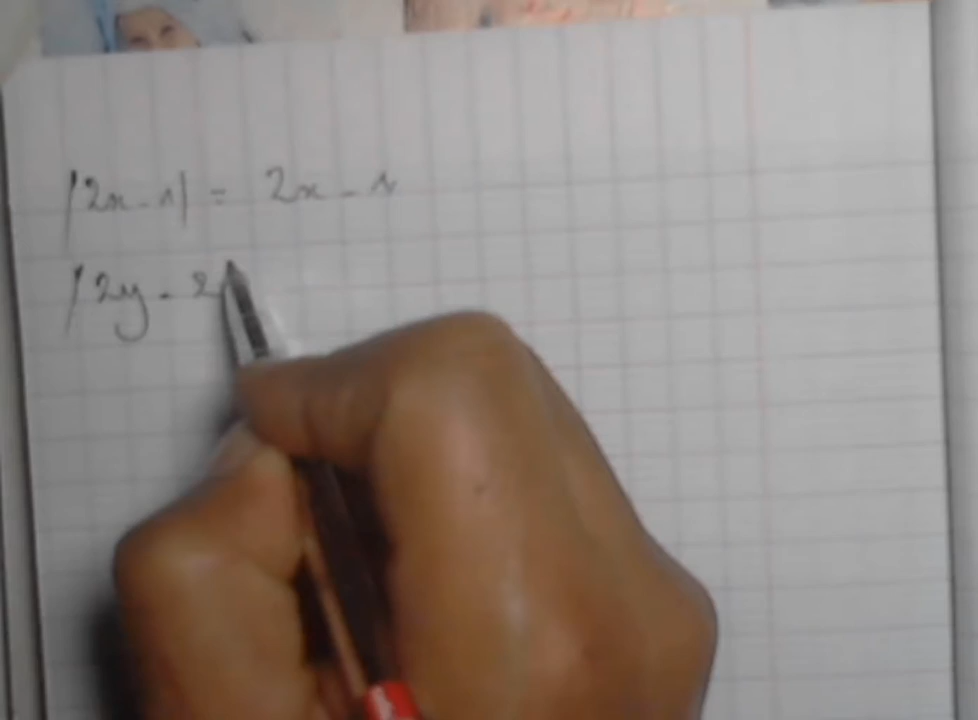 |2x - 1| = 2x - 1
|2y - 2